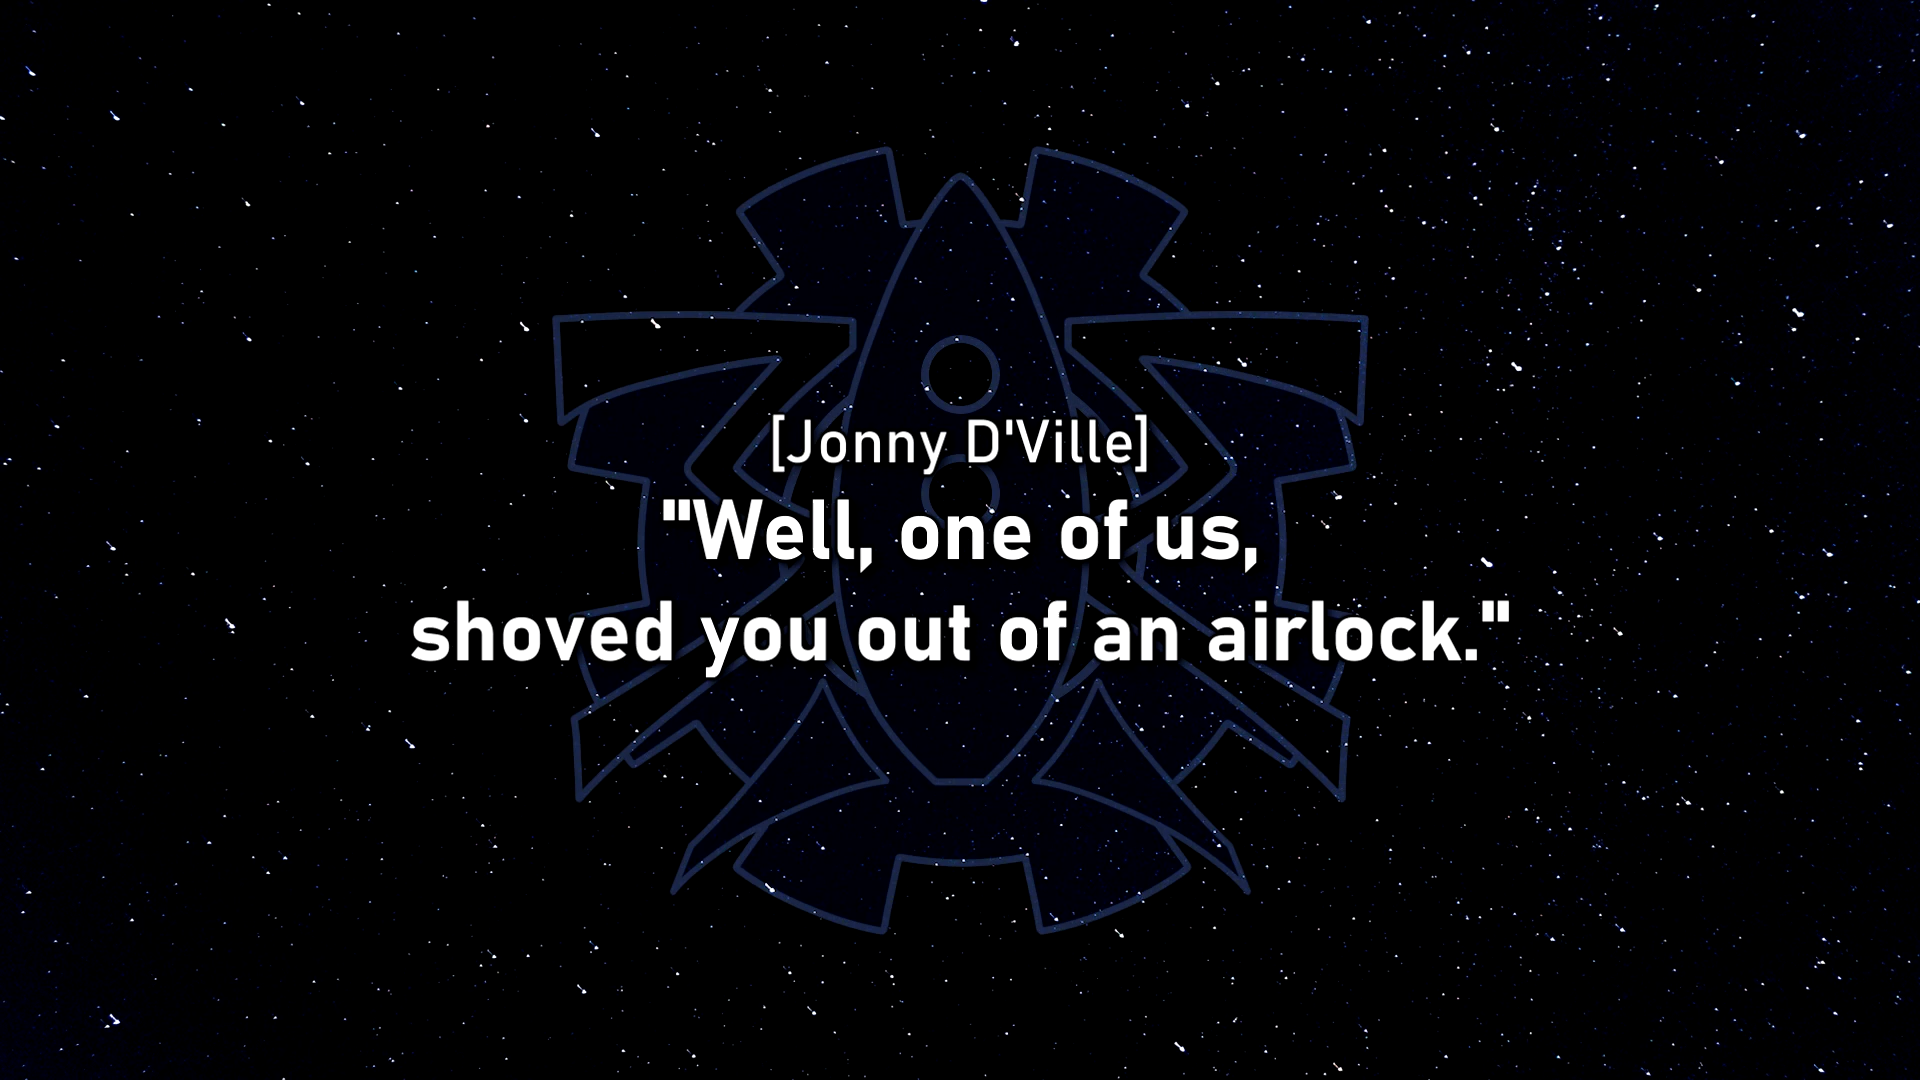 [Jonny D'Ville]
"Well, one of us,
shoved you out of an airlock."